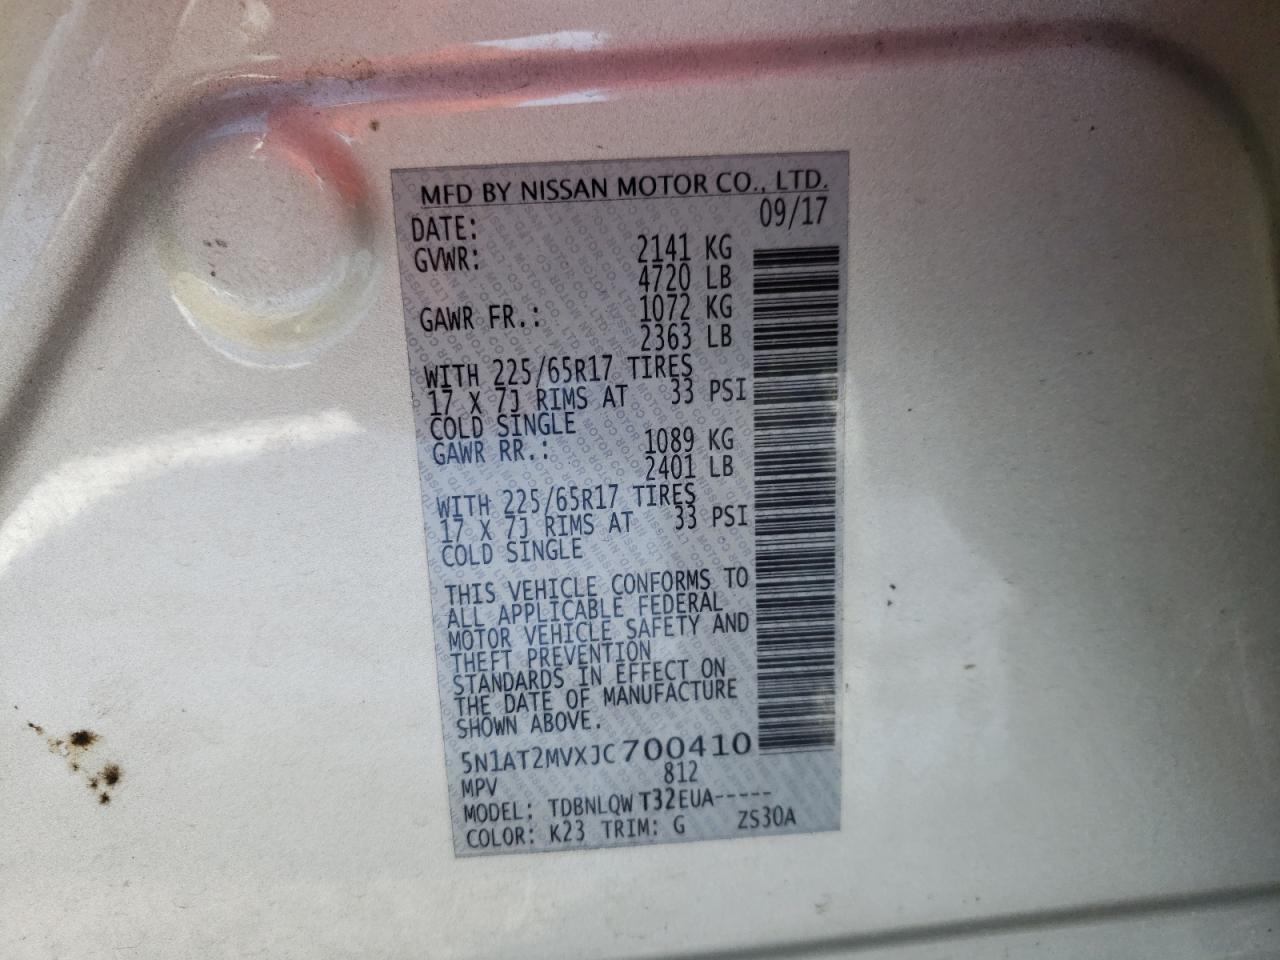 MFD BY NISSAN MOTOR CO., LTD.
DATE: 09/17
GVWR: 2141 KG
4720 LB
GAWR FR.: 1072 KG
2363 LB
WITH 225/65R17 TIRES
17 X 7J RIMS AT 33 PSI
COLD SINGLE
GAWR RR.: 1089 KG
2401 LB
WITH 225/65R17 TIRES
17 X 7J RIMS AT 33 PSI
COLD SINGLE
THIS VEHICLE CONFORMS TO
ALL APPLICABLE FEDERAL
MOTOR VEHICLE SAFETY AND
THEFT PREVENTION
STANDARDS IN EFFECT ON
THE DATE OF MANUFACTURE
SHOWN ABOVE.
5N1AT2MVXJC700410
MPV 812
MODEL: TDBNLQWT32EUA-----
COLOR: K23 TRIM: G ZS30A